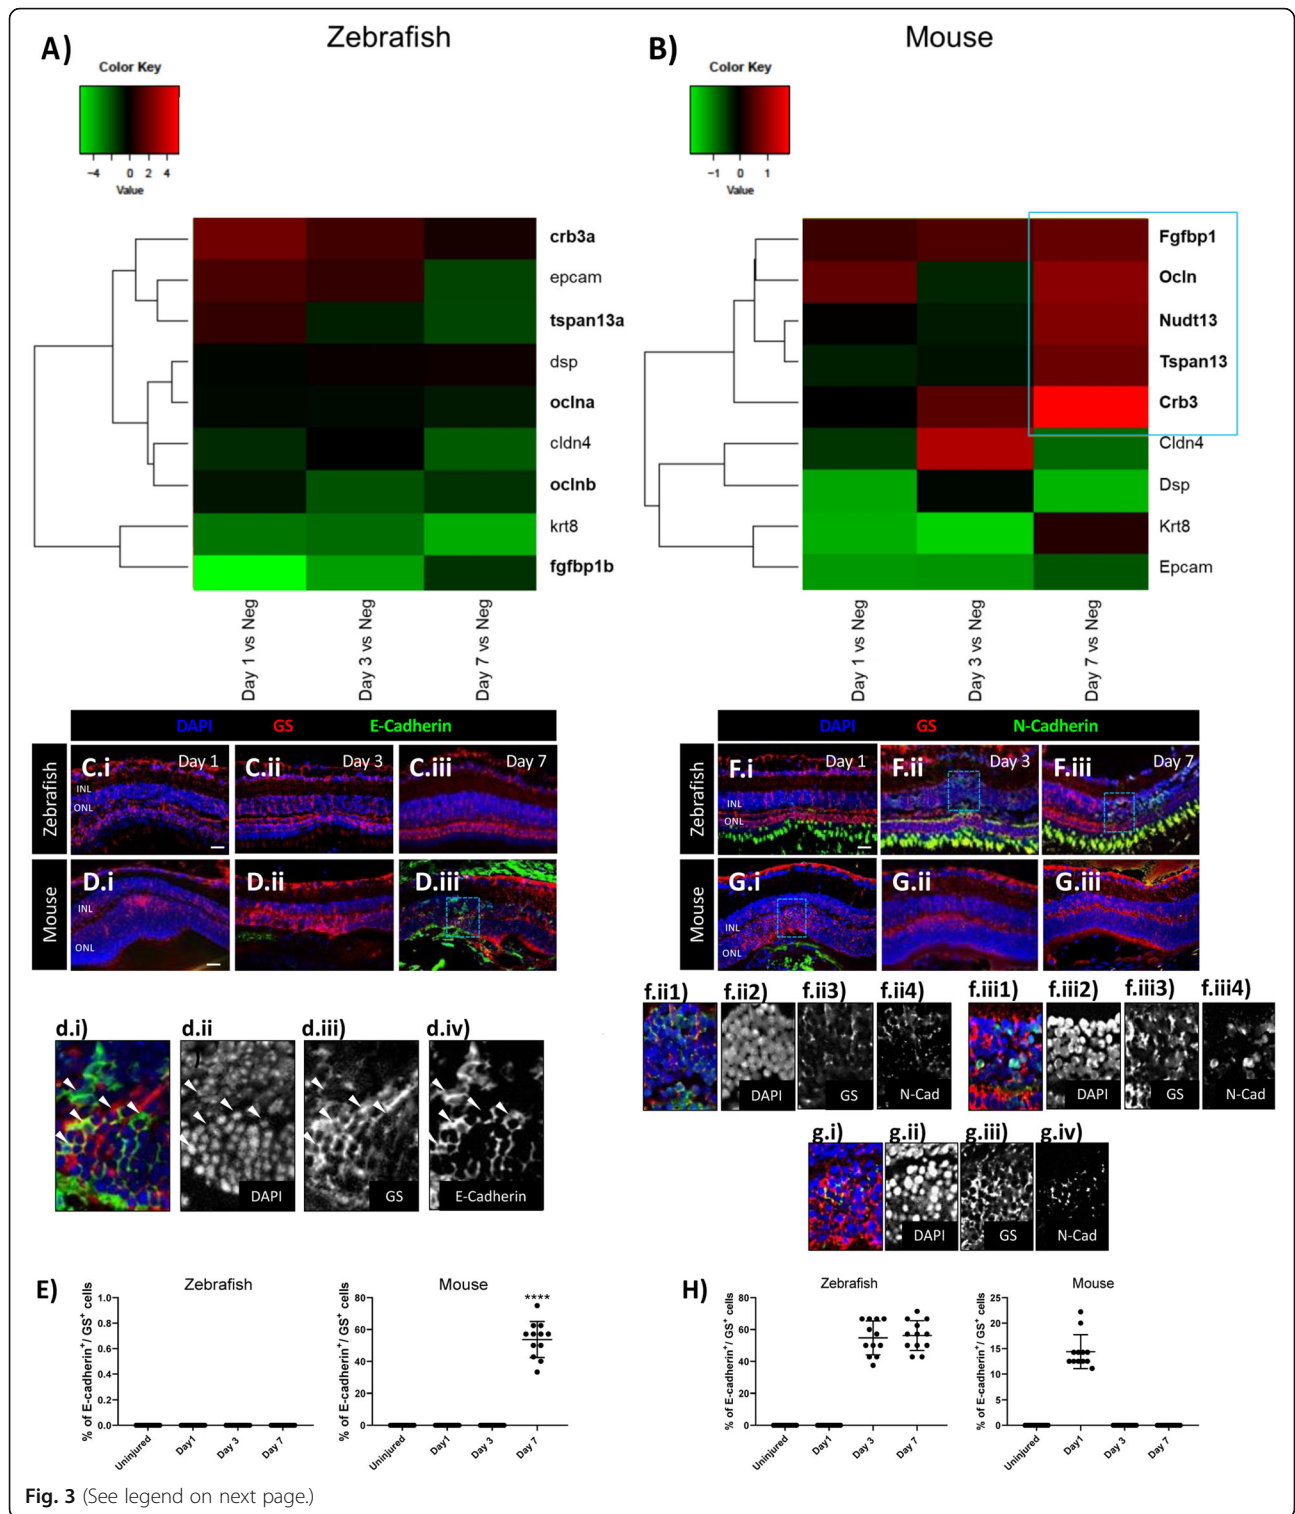 A) Zebrafish
Color Key
−4 0 2 4
Value
crb3a
epcam
tspan13a
dsp
oclna
cldn4
oclnb
krt8
fgfbp1b
Day 1 vs Neg
Day 3 vs Neg
Day 7 vs Neg
B) Mouse
Color Key
−1 0 1
Value
Fgfbp1
Ocln
Nudt13
Tspan13
Crb3
Cldn4
Dsp
Krt8
Epcam
Day 1 vs Neg
Day 3 vs Neg
Day 7 vs Neg
DAPI GS E-Cadherin
Zebrafish
C.i Day 1
INL
ONL
C.ii Day 3
C.iii Day 7
Mouse
D.i
INL
ONL
D.ii
D.iii
d.i)
d.ii
)
DAPI
d.iii)
GS
d.iv)
E-Cadherin
DAPI GS N-Cadherin
Zebrafish
F.i Day 1
INL
ONL
F.ii Day 3
F.iii Day 7
Mouse
G.i
INL
ONL
G.ii
G.iii
f.ii1)
f.ii2)
DAPI
f.ii3)
GS
f.ii4)
N-Cad
f.iii1)
f.iii2)
DAPI
f.iii3)
GS
f.iii4)
N-Cad
g.i)
g.ii)
DAPI
g.iii)
GS
g.iv)
N-Cad
E)
Zebrafish
% of E-cadherin+/ GS+ cells
1.0
0.8
0.6
0.4
0.2
0.0
Uninjured Day1 Day 3 Day 7
Mouse
% of E-cadherin+/ GS+ cells
80
60
40
20
0
****
Uninjured Day1 Day 3 Day 7
H)
Zebrafish
% of E-cadherin+/ GS+ cells
80
60
40
20
0
Uninjured Day1 Day 3 Day 7
Mouse
% of E-cadherin+/ GS+ cells
25
20
15
10
5
0
Uninjured Day1 Day 3 Day 7
Fig. 3 (See legend on next page.)